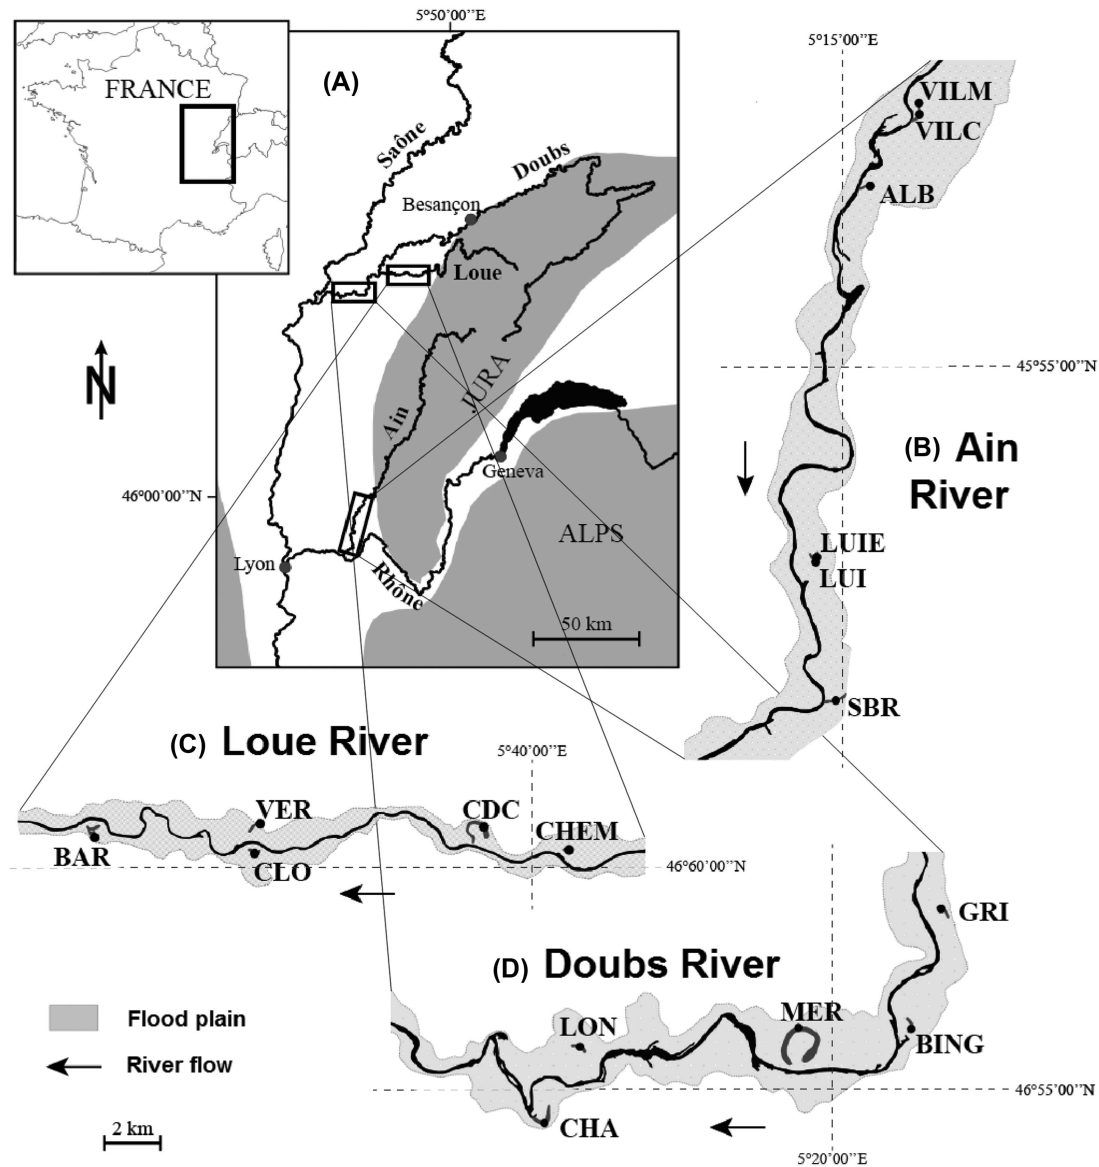 5°50'00''E
FRANCE
(A)
Saône
Doubs
Besançon
Loue
N
JURA
Ain
Geneva
46°00'00''N
ALPS
Lyon
Rhône
50 km
5°15'00''E
VILM
VILC
ALB
45°55'00''N
(B) Ain
River
LUIE
LUI
SBR
(C) Loue River
5°40'00''E
VER
CDC
CHEM
BAR
CLO
46°60'00''N
GRI
(D) Doubs River
MER
LON
BING
46°55'00''N
CHA
5°20'00''E
Flood plain
River flow
2 km